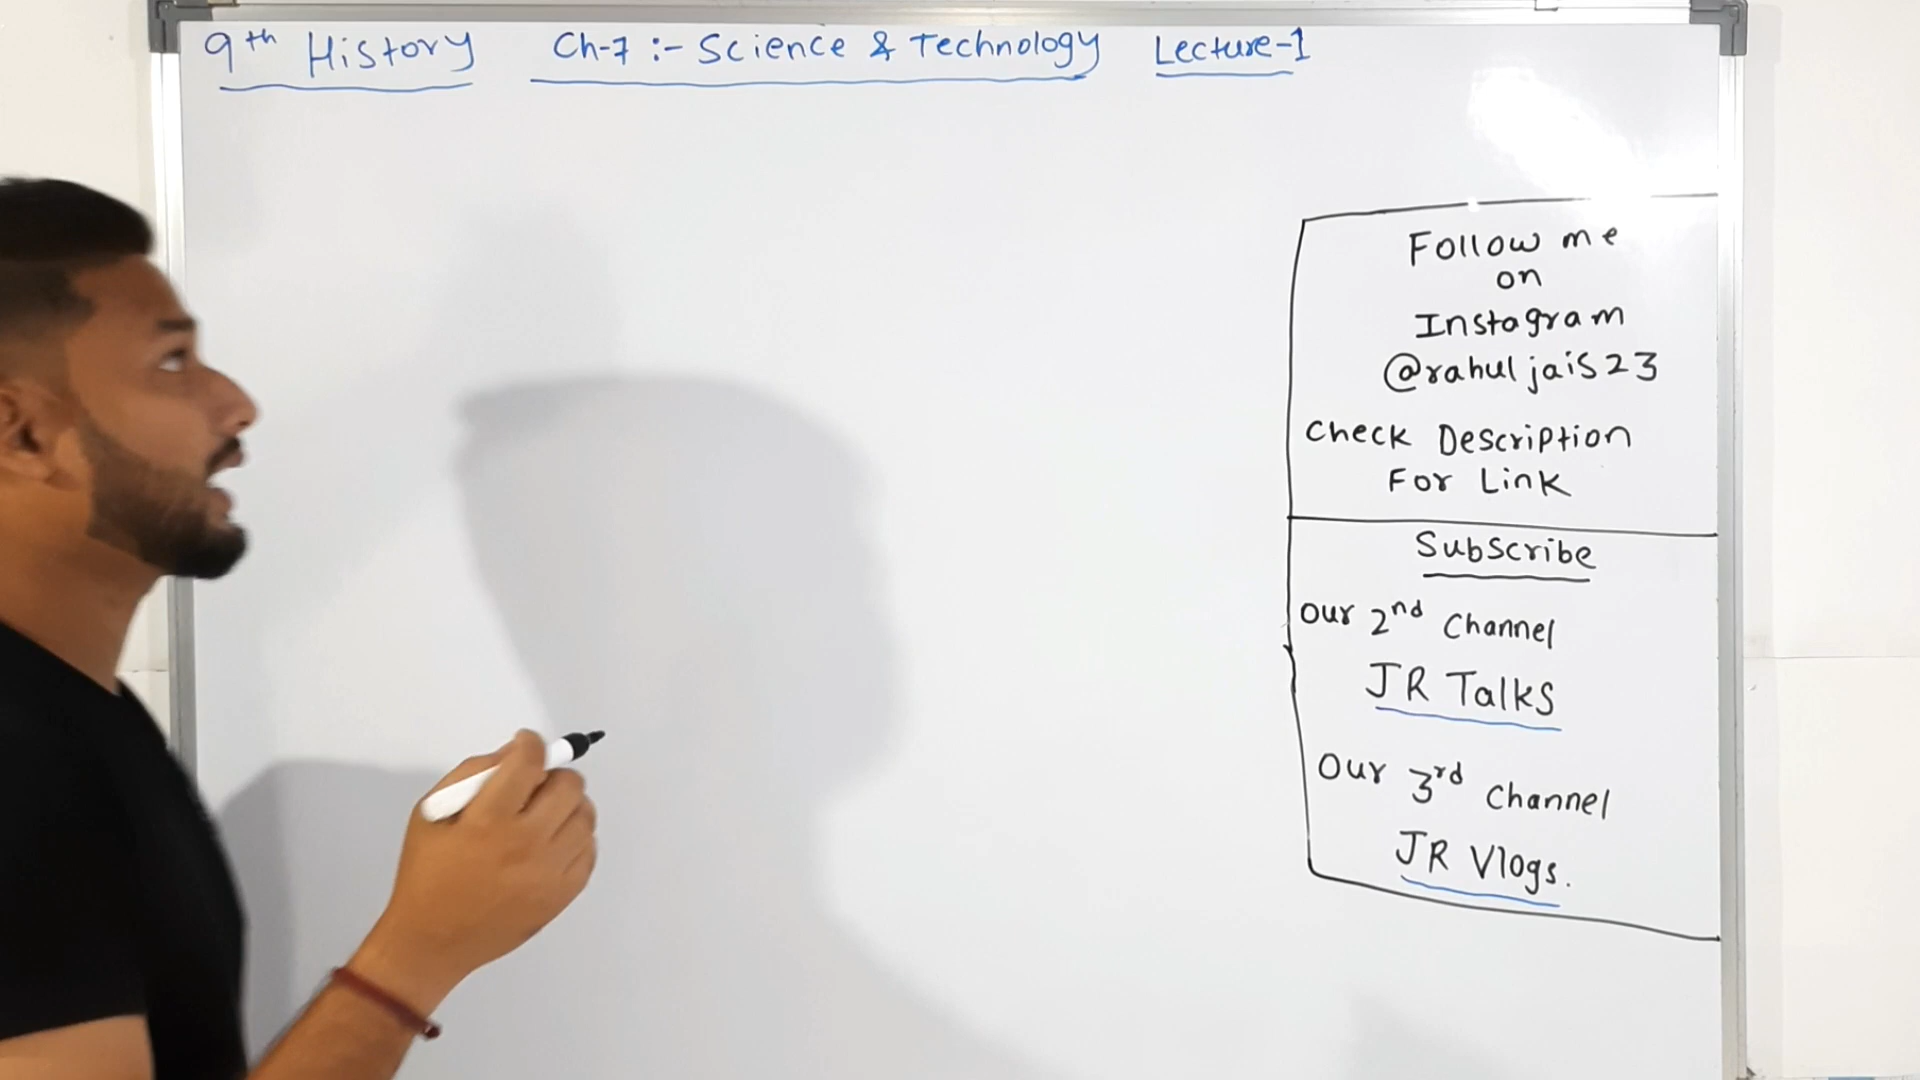 9th History Ch-7 :- Science & Technology Lecture-1
Follow me
on
Instagram
@rahuljais23
Check Description
For Link
Subscribe
Our 2nd Channel
JR Talks
Our 3rd Channel
JR Vlogs.